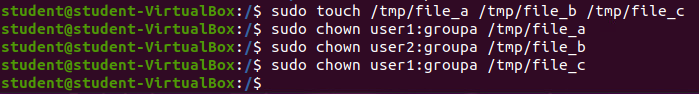 student@student-VirtualBox:/$ sudo touch /tmp/file_a /tmp/file_b /tmp/file_c
student@student-VirtualBox:/$ sudo chown user1:groupa /tmp/file_a
student@student-VirtualBox:/$ sudo chown user2:groupa /tmp/file_b
student@student-VirtualBox:/$ sudo chown user1:groupa /tmp/file_c
student@student-VirtualBox:/$